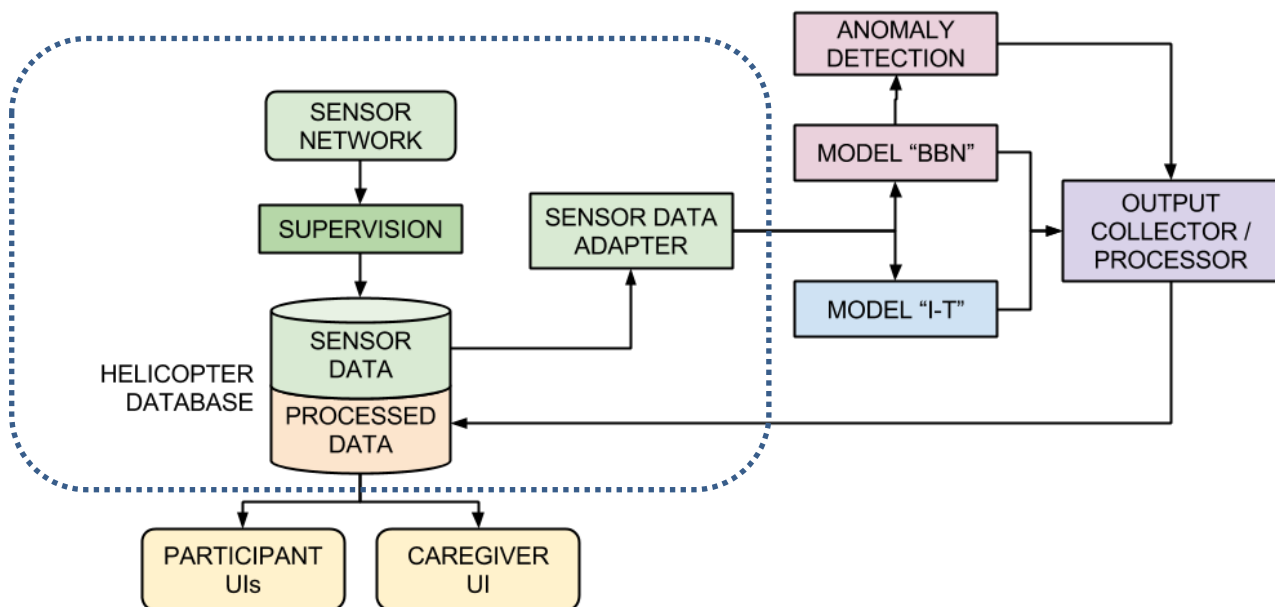 ANOMALY
DETECTION
SENSOR
NETWORK
MODEL “BBN”
SUPERVISION
SENSOR DATA
ADAPTER
OUTPUT
COLLECTOR /
PROCESSOR
MODEL “I-T”
SENSOR
DATA
HELICOPTER
DATABASE
PROCESSED
DATA
PARTICIPANT
UIs
CAREGIVER
UI